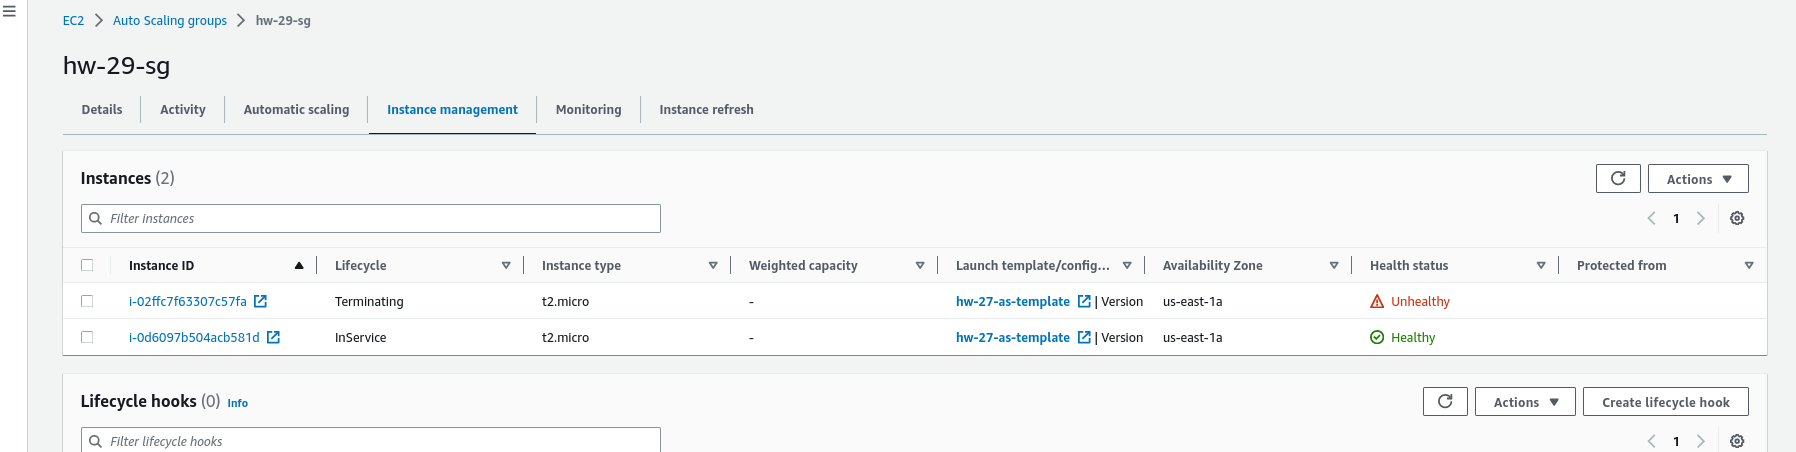 EC2 > Auto Scaling groups > hw-29-sg
hw-29-sg
Details Activity Automatic scaling Instance management Monitoring Instance refresh
Instances (2) Actions
Filter instances 1
Instance ID Lifecycle Instance type Weighted capacity Launch template/config... Availability Zone Health status Protected from
i-02ffc7f63307c57fa Terminating t2.micro - hw-27-as-template | Version us-east-1a Unhealthy
i-0d6097b504acb581d InService t2.micro - hw-27-as-template | Version us-east-1a Healthy
Lifecycle hooks (0) Info Actions Create lifecycle hook
Filter lifecycle hooks 1